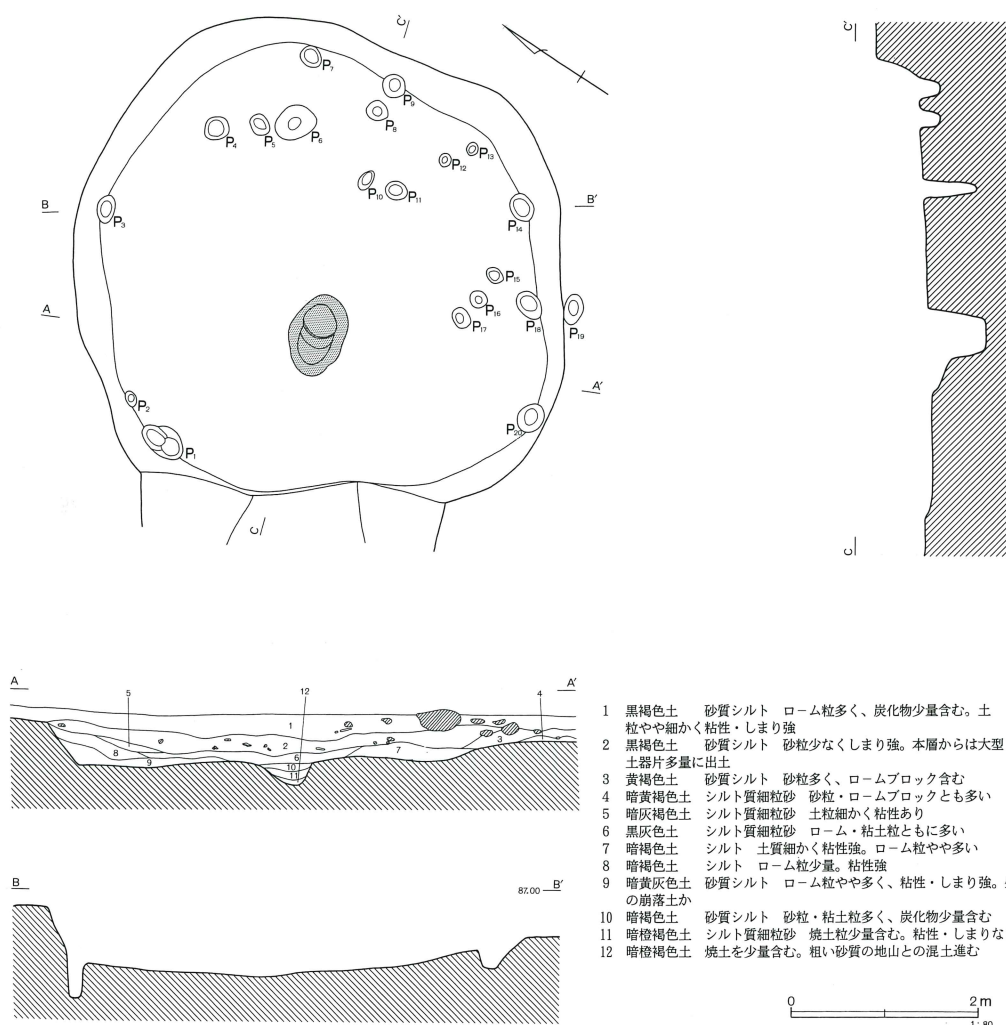 C'
C'
P7
P9
P8
P4
P5
P6
P13
P12
P10
P11
B
B'
P3
P14
P15
A
P16
P17
P18
P19
A'
P2
P20
P1
C
C
A
5
12
4
A'
1
2
3
6
7
8
9
10
11
B
87.00
B'
1 黒褐色土 砂質シルト ローム粒多く、炭化物少量含む。土
粒やや細かく粘性・しまり強
2 黒褐色土 砂質シルト 砂粒少なくしまり強。本層からは大型
土器片多量に出土
3 黄褐色土 砂質シルト 砂粒多く、ロームブロック含む
4 暗黄褐色土 シルト質細粒砂 砂粒・ロームブロックとも多い
5 暗灰褐色土 シルト質細粒砂 土粒細かく粘性あり
6 黒灰色土 シルト質細粒砂 ローム・粘土粒ともに多い
7 暗褐色土 シルト 土質細かく粘性強。ローム粒やや多い
8 暗褐色土 シルト ローム粒少量。粘性強
9 暗黄灰色土 砂質シルト ローム粒やや多く、粘性・しまり強。
の崩落土か
10 暗褐色土 砂質シルト 砂粒・粘土粒多く、炭化物少量含む
11 暗橙褐色土 シルト質細粒砂 焼土粒少量含む。粘性・しまりな
12 暗橙褐色土 焼土を少量含む。粗い砂質の地山との混土進む
0
2m
1:80